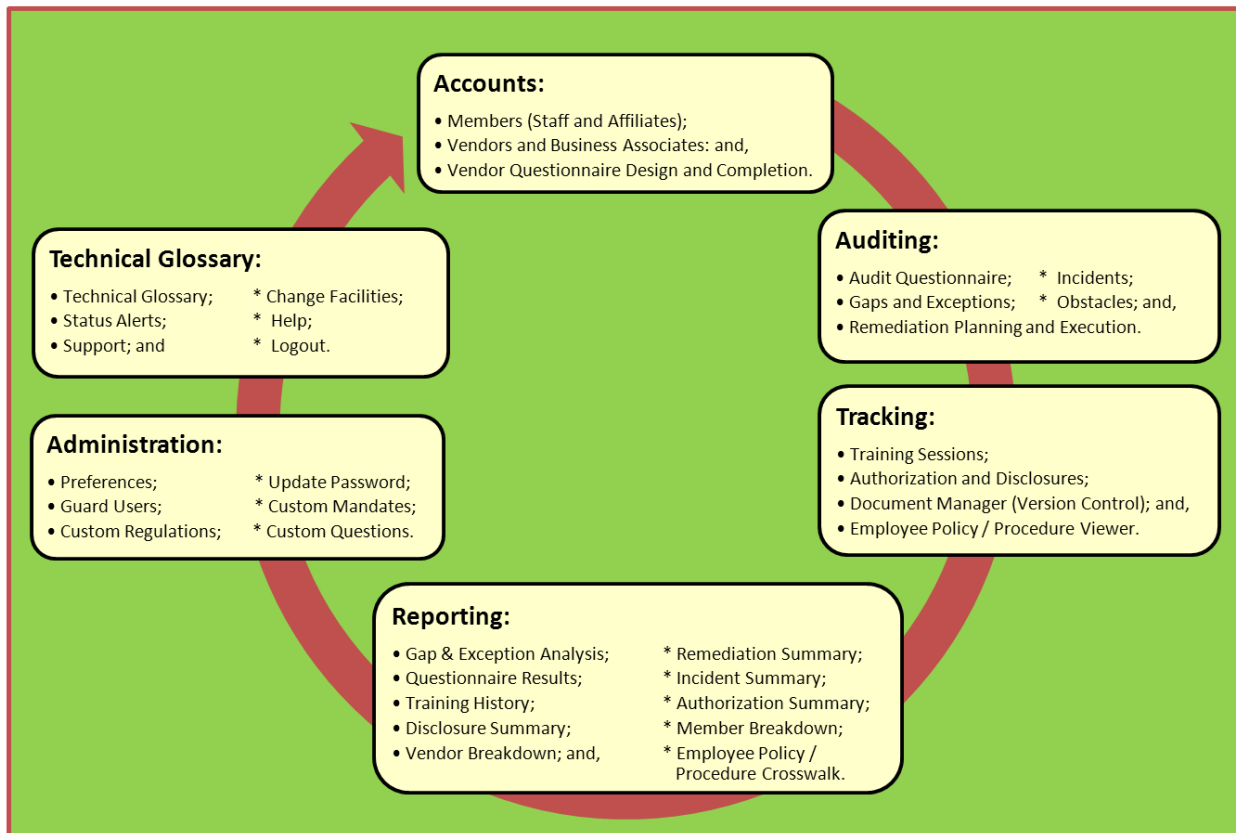 Accounts:
• Members (Staff and Affiliates);
• Vendors and Business Associates: and,
• Vendor Questionnaire Design and Completion.
Auditing:
• Audit Questionnaire; * Incidents;
• Gaps and Exceptions; * Obstacles; and,
• Remediation Planning and Execution.
Tracking:
• Training Sessions;
• Authorization and Disclosures;
• Document Manager (Version Control); and,
• Employee Policy / Procedure Viewer.
Reporting:
• Gap & Exception Analysis; * Remediation Summary;
• Questionnaire Results; * Incident Summary;
• Training History; * Authorization Summary;
• Disclosure Summary; * Member Breakdown;
• Vendor Breakdown; and, * Employee Policy /
Procedure Crosswalk.
Administration:
• Preferences; * Update Password;
• Guard Users; * Custom Mandates;
• Custom Regulations; * Custom Questions.
Technical Glossary:
• Technical Glossary; * Change Facilities;
• Status Alerts; * Help;
• Support; and * Logout.